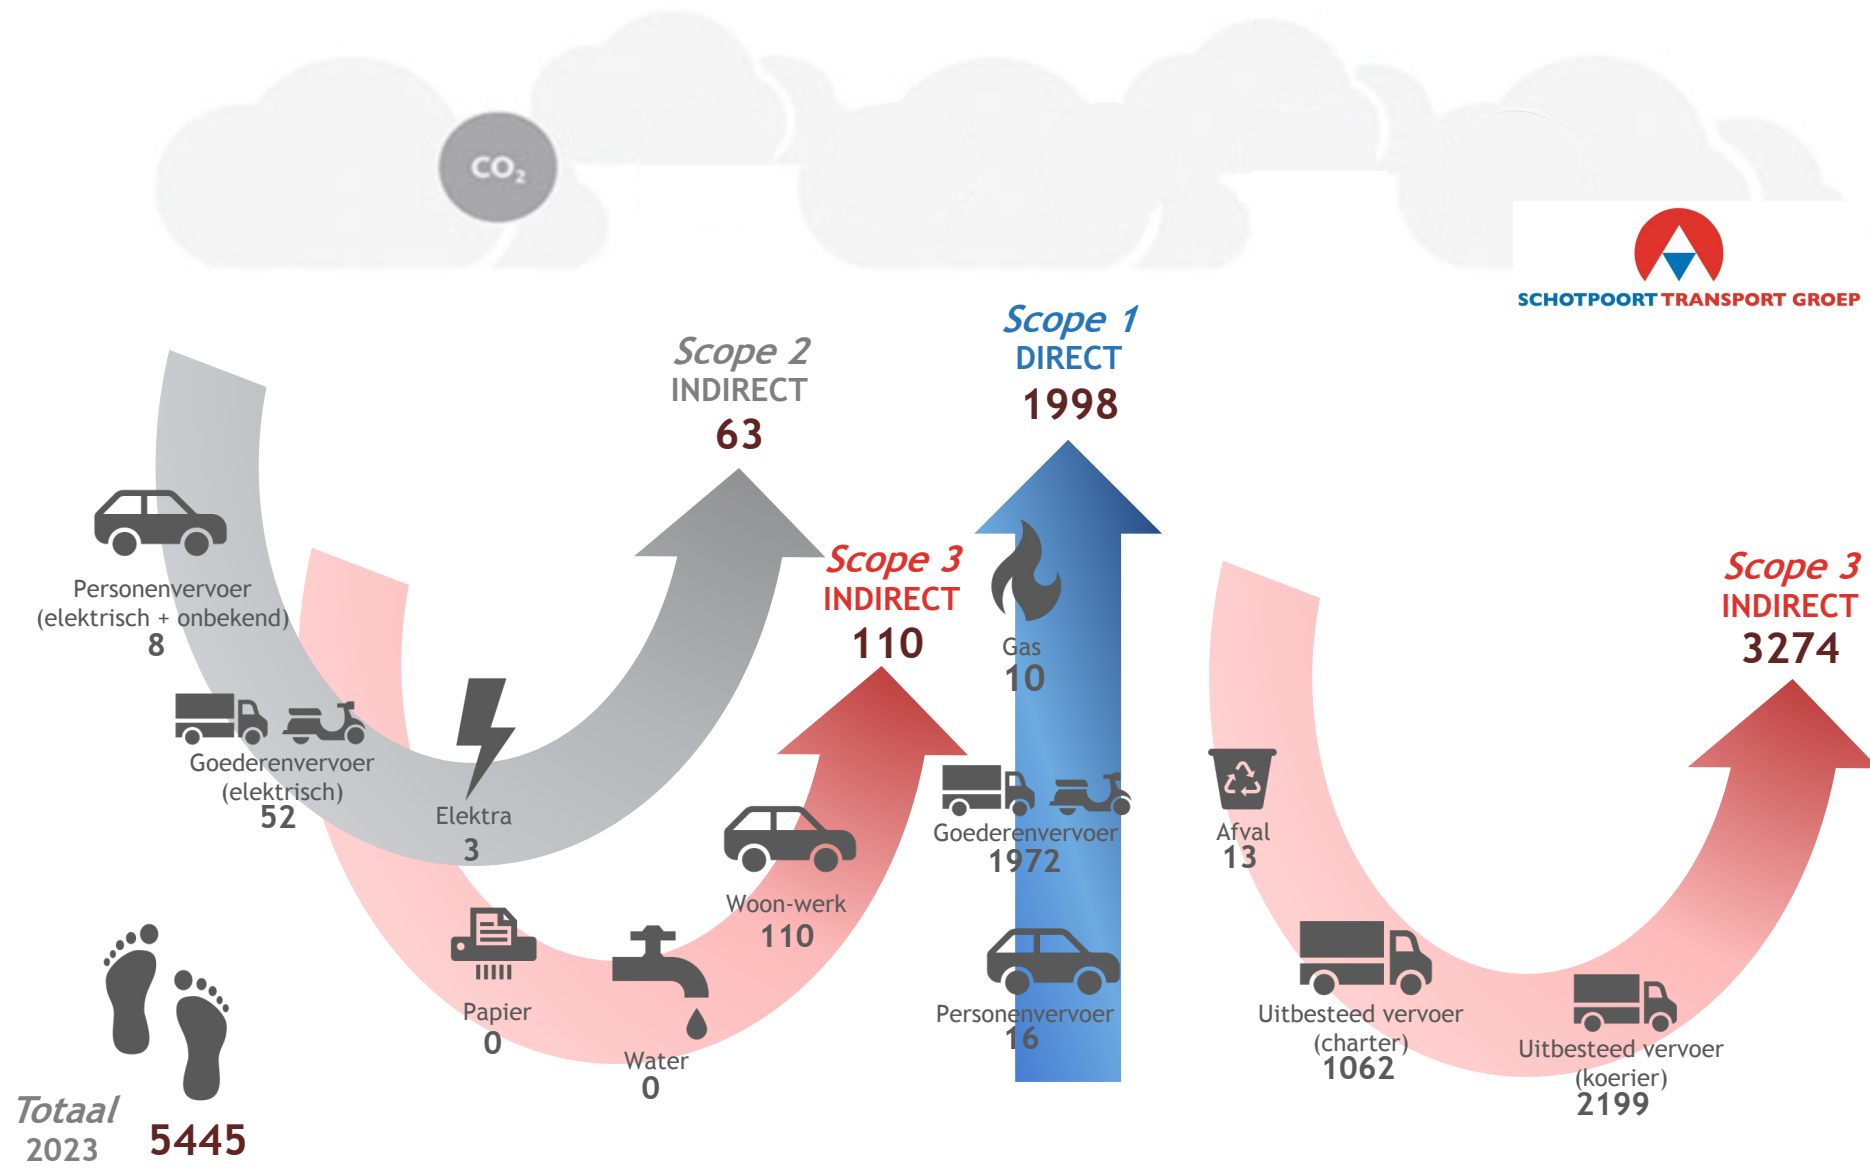 CO₂
SCHOTPOORT TRANSPORT GROEP
Scope 2
INDIRECT
63
Scope 1
DIRECT
1998
Scope 3
INDIRECT
110
Scope 3
INDIRECT
3274
Personenvervoer
(elektrisch + onbekend)
8
Goederenvervoer
(elektrisch)
52
Elektra
3
Papier
0
Water
0
Woon-werk
110
Gas
10
Goederenvervoer
1972
Personenvervoer
16
Afval
13
Uitbesteed vervoer
(charter)
1062
Uitbesteed vervoer
(koerier)
2199
Totaal
2023
5445